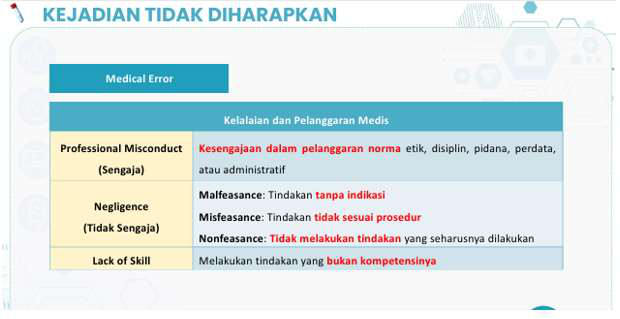 KEJADIAN TIDAK DIHARAPKAN
Medical Error
Kelalaian dan Pelanggaran Medis
Professional Misconduct
(Sengaja)
Kesengajaan dalam pelanggaran norma etik, disiplin, pidana, perdata,
atau administratif
Negligence
(Tidak Sengaja)
Malfeasance: Tindakan tanpa indikasi
Misfeasance: Tindakan tidak sesuai prosedur
Nonfeasance: Tidak melakukan tindakan yang seharusnya dilakukan
Lack of Skill
Melakukan tindakan yang bukan kompetensinya